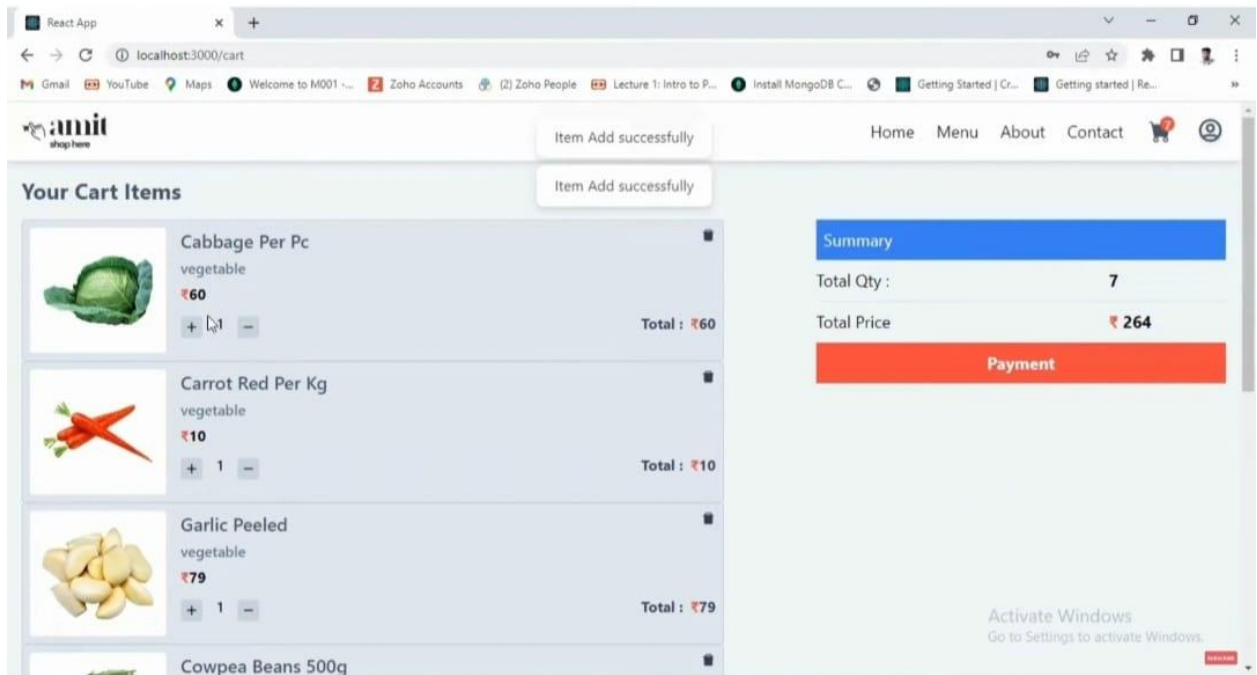 React App
localhost:3000/cart
Gmail YouTube Maps Welcome to M001 -... Zoho Accounts (2) Zoho People Lecture 1: Intro to P... Install MongoDB C... Getting Started | Cr... Getting started | Re...
amit
shop here
Item Add successfully
Home Menu About Contact 7
Item Add successfully
Your Cart Items
Cabbage Per Pc
vegetable
₹60
+ 1 −
Total : ₹60
Carrot Red Per Kg
vegetable
₹10
+ 1 −
Total : ₹10
Garlic Peeled
vegetable
₹79
+ 1 −
Total : ₹79
Cowpea Beans 500g
Summary
Total Qty : 7
Total Price ₹ 264
Payment
Activate Windows
Go to Settings to activate Windows.